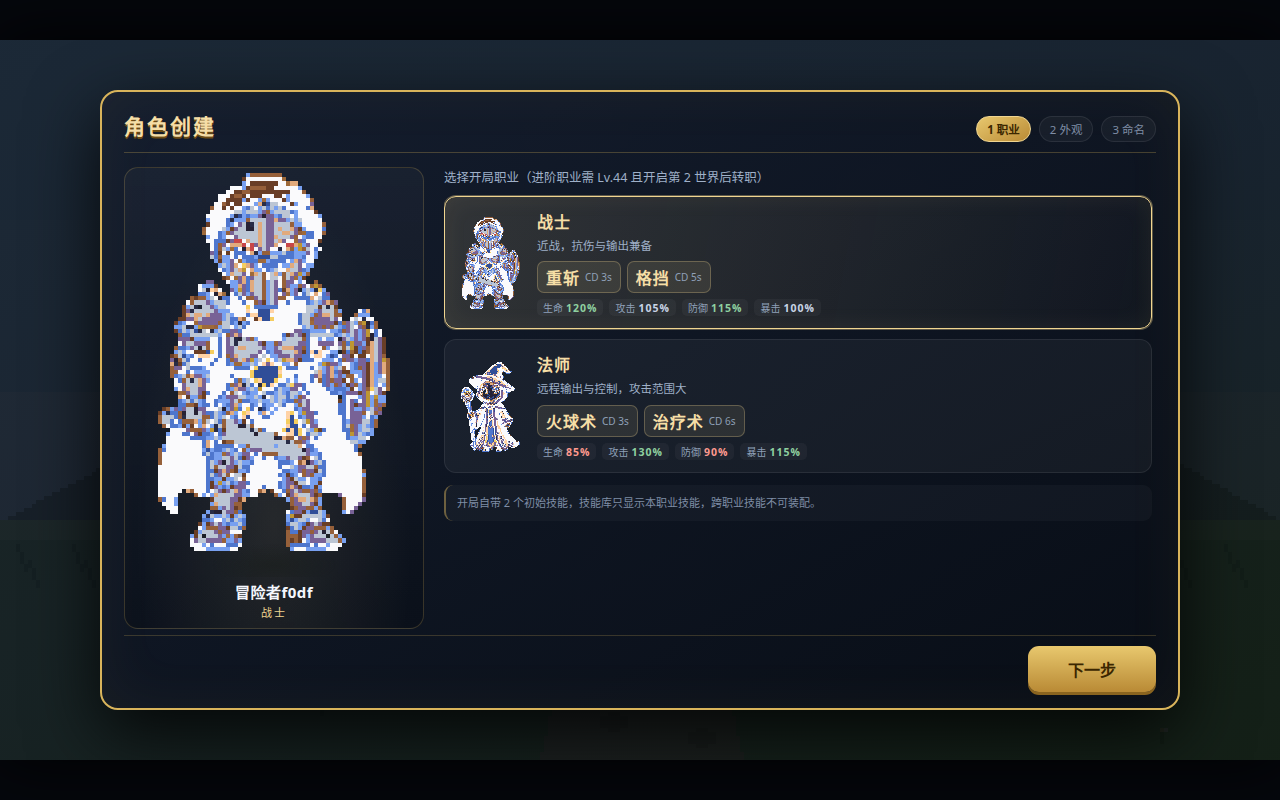 角色创建
1 职业
2 外观
3 命名
选择开局职业（进阶职业需 Lv.44 且开启第 2 世界后转职）
战士
近战，抗伤与输出兼备
重斩 CD 3s
格挡 CD 5s
生命 120%
攻击 105%
防御 115%
暴击 100%
法师
远程输出与控制，攻击范围大
火球术 CD 3s
治疗术 CD 6s
生命 85%
攻击 130%
防御 90%
暴击 115%
开局自带 2 个初始技能，技能库只显示本职业技能，跨职业技能不可装配。
冒险者f0df
战士
下一步